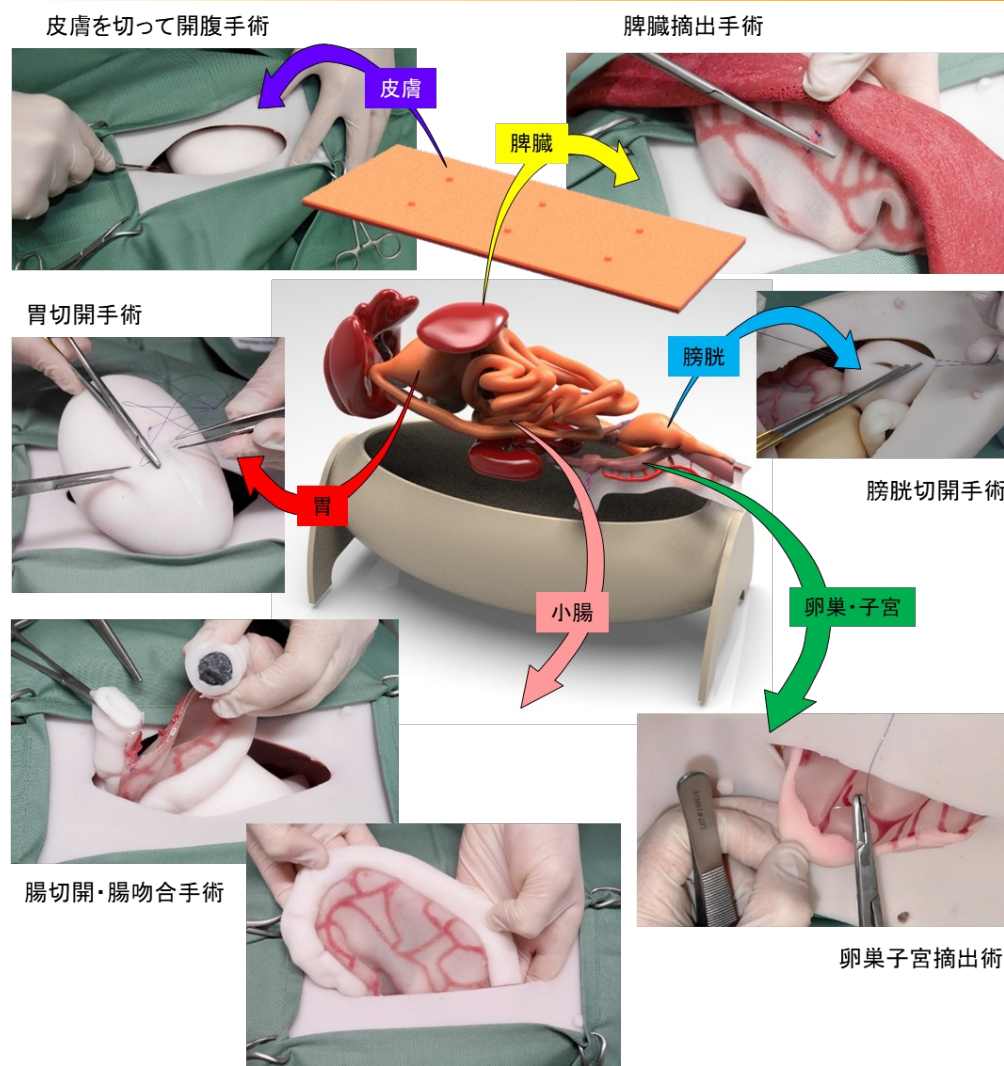 皮膚を切って開腹手術
脾臓摘出手術
皮膚
脾臓
胃切開手術
膀胱
膀胱切開手術
胃
小腸
卵巣・子宮
腸切開・腸吻合手術
卵巣子宮摘出術